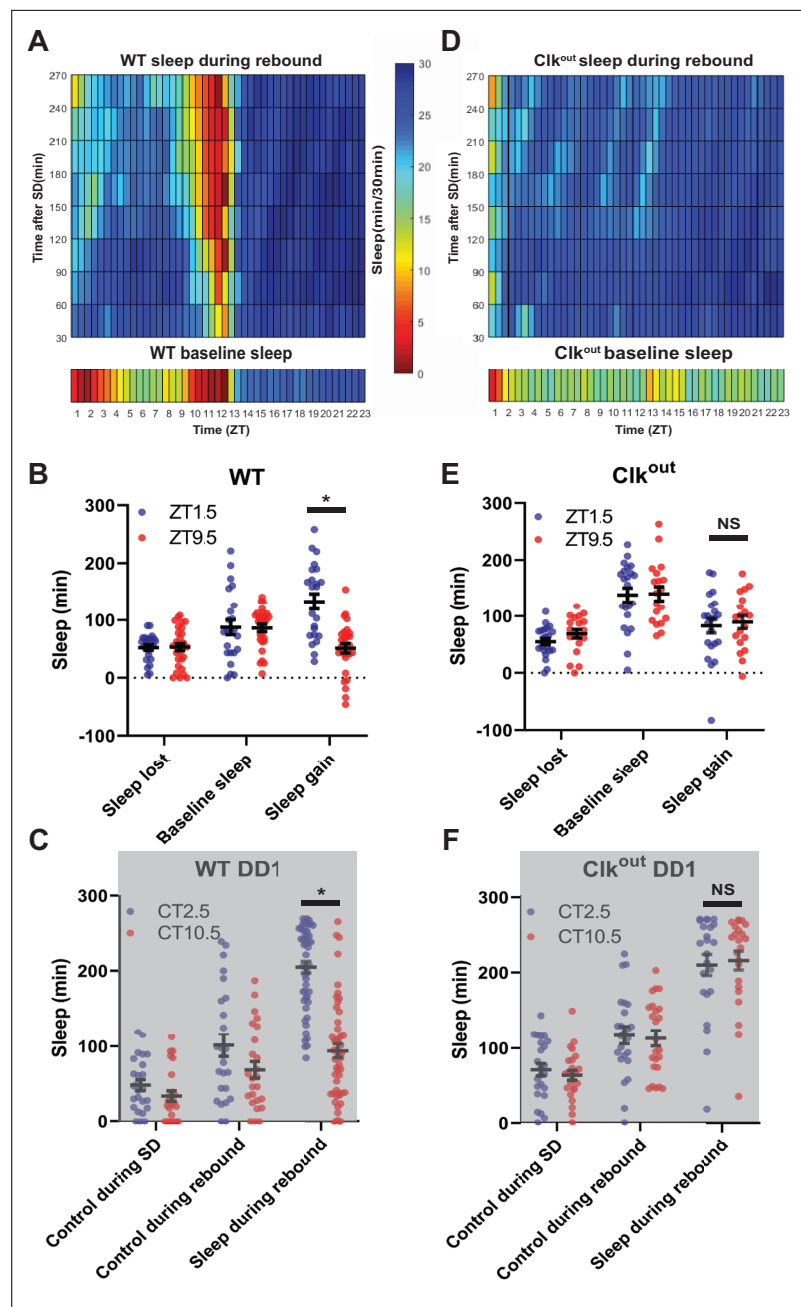 A
WT sleep during rebound
270
240
210
180
150
120
90
60
30
Time after SD(min)
WT baseline sleep
1 2 3 4 5 6 7 8 9 10 11 12 13 14 15 16 17 18 19 20 21 22 23
Time (ZT)
30
25
20
15
10
5
0
Sleep(min/30min)
D
Clkᵒᵘᵗ sleep during rebound
270
240
210
180
150
120
90
60
30
Time after SD(min)
Clkᵒᵘᵗ baseline sleep
1 2 3 4 5 6 7 8 9 10 11 12 13 14 15 16 17 18 19 20 21 22 23
Time (ZT)
B
WT
300
200
100
0
-100
Sleep (min)
ZT1.5
ZT9.5
*
Sleep lost
Baseline sleep
Sleep gain
E
Clkᵒᵘᵗ
300
200
100
0
-100
Sleep (min)
ZT1.5
ZT9.5
NS
Sleep lost
Baseline sleep
Sleep gain
C
WT DD1
300
200
100
0
Sleep (min)
CT2.5
CT10.5
*
Control during SD
Control during rebound
Sleep during rebound
F
Clkᵒᵘᵗ DD1
300
200
100
0
Sleep (min)
CT2.5
CT10.5
NS
Control during SD
Control during rebound
Sleep during rebound